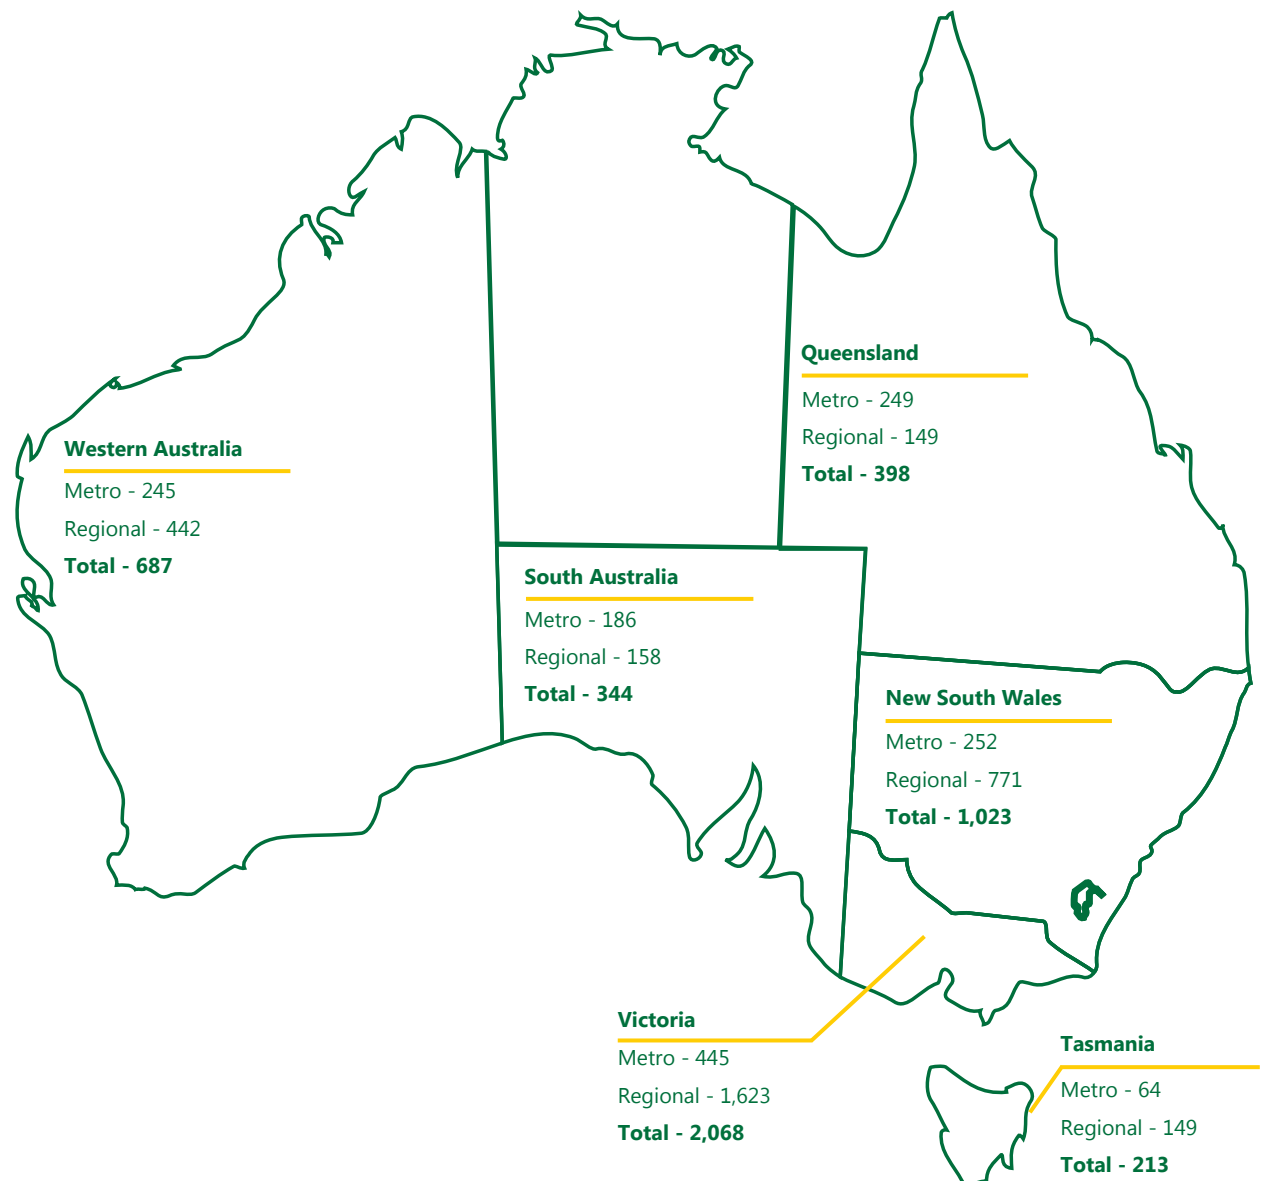 Queensland
Metro - 249
Regional - 149
Total - 398
Western Australia
Metro - 245
Regional - 442
Total - 687
South Australia
Metro - 186
Regional - 158
Total - 344
New South Wales
Metro - 252
Regional - 771
Total - 1,023
Victoria
Metro - 445
Regional - 1,623
Total - 2,068
Tasmania
Metro - 64
Regional - 149
Total - 213